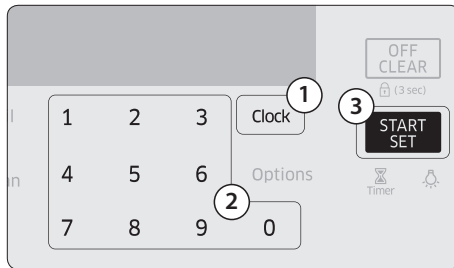 OFF
CLEAR
(3 sec)
1
3
1 2 3 Clock
START
SET
4 5 6 Options
Timer
2
7 8 9 0